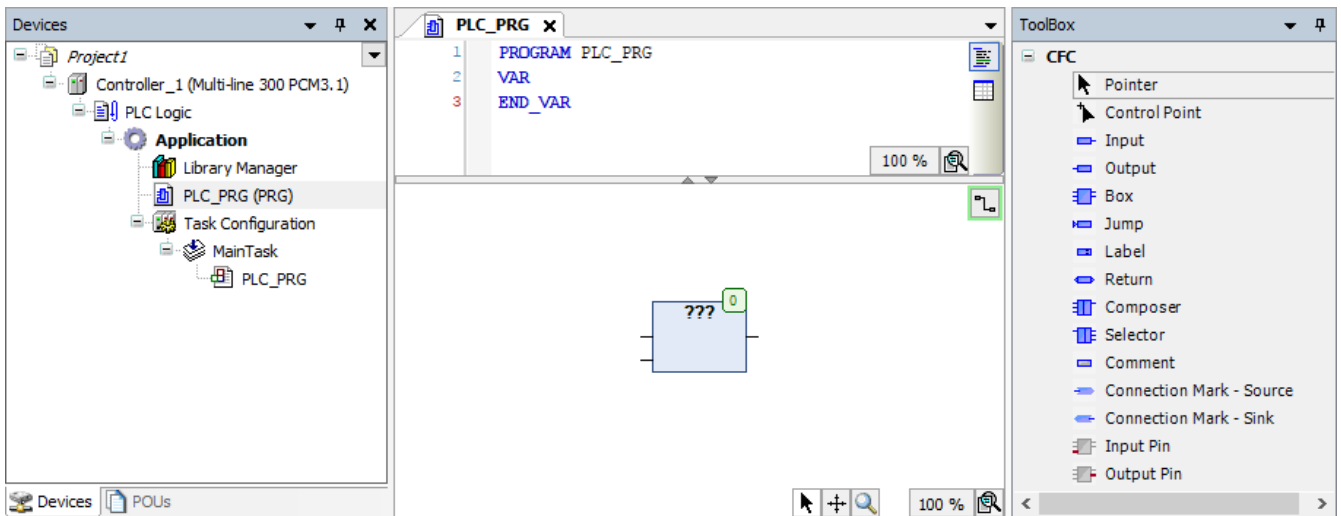 Devices
Project1
Controller_1 (Multi-line 300 PCM3.1)
PLC Logic
Application
Library Manager
PLC_PRG (PRG)
Task Configuration
MainTask
PLC_PRG
Devices
POUs
PLC_PRG
1 PROGRAM PLC_PRG
2 VAR
3 END_VAR
100 %
???
0
100 %
ToolBox
CFC
Pointer
Control Point
Input
Output
Box
Jump
Label
Return
Composer
Selector
Comment
Connection Mark - Source
Connection Mark - Sink
Input Pin
Output Pin